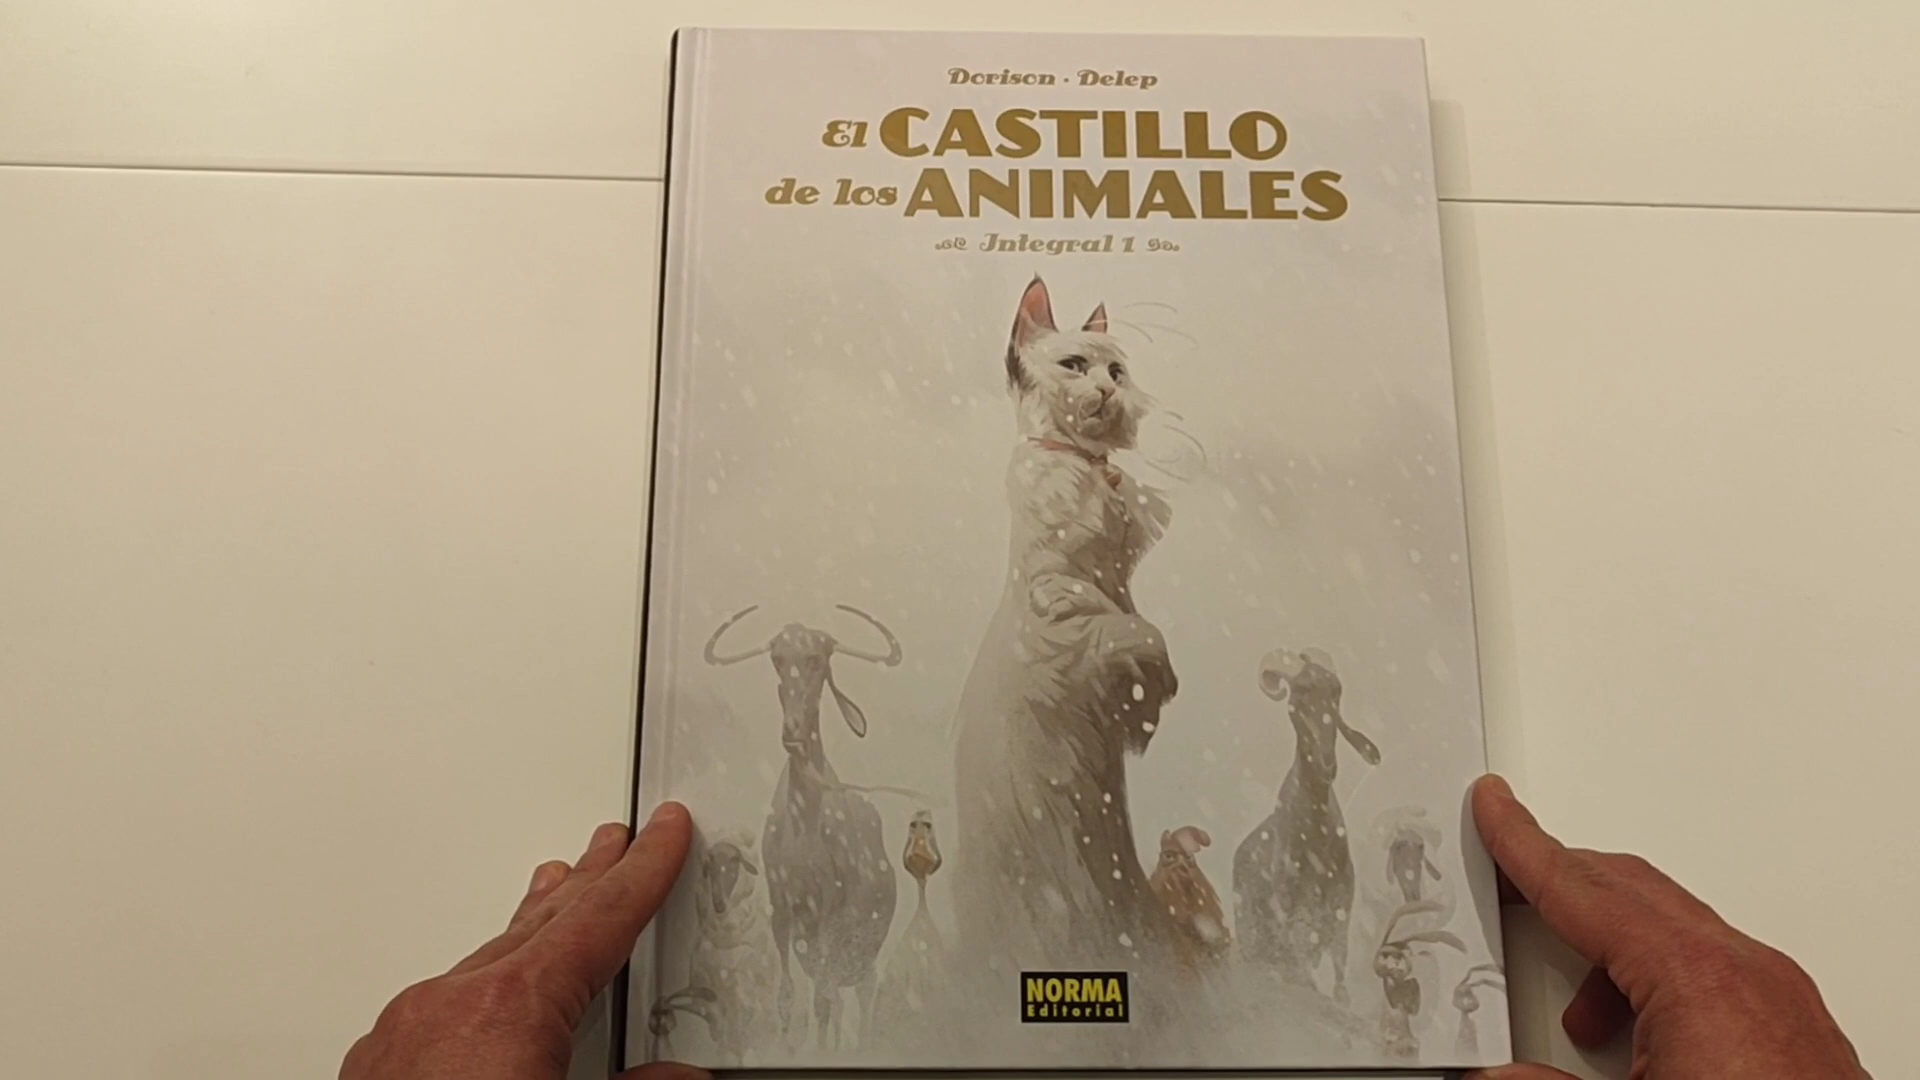 Dorison · Delep
El CASTILLO
de los ANIMALES
Integral 1
NORMA
Editorial